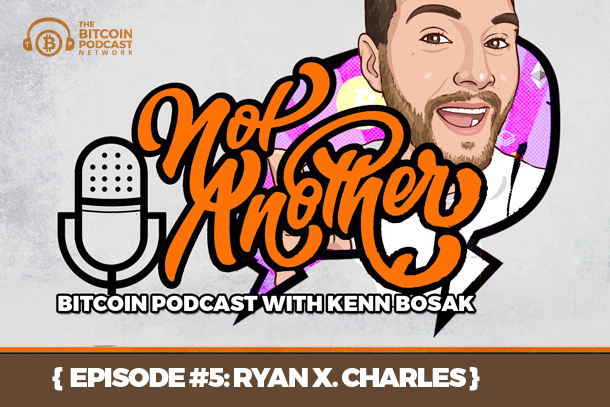 THE
BITCOIN
PODCAST
NETWORK
Not
Another
BITCOIN PODCAST WITH KENN BOSAK
{ EPISODE #5: RYAN X. CHARLES }